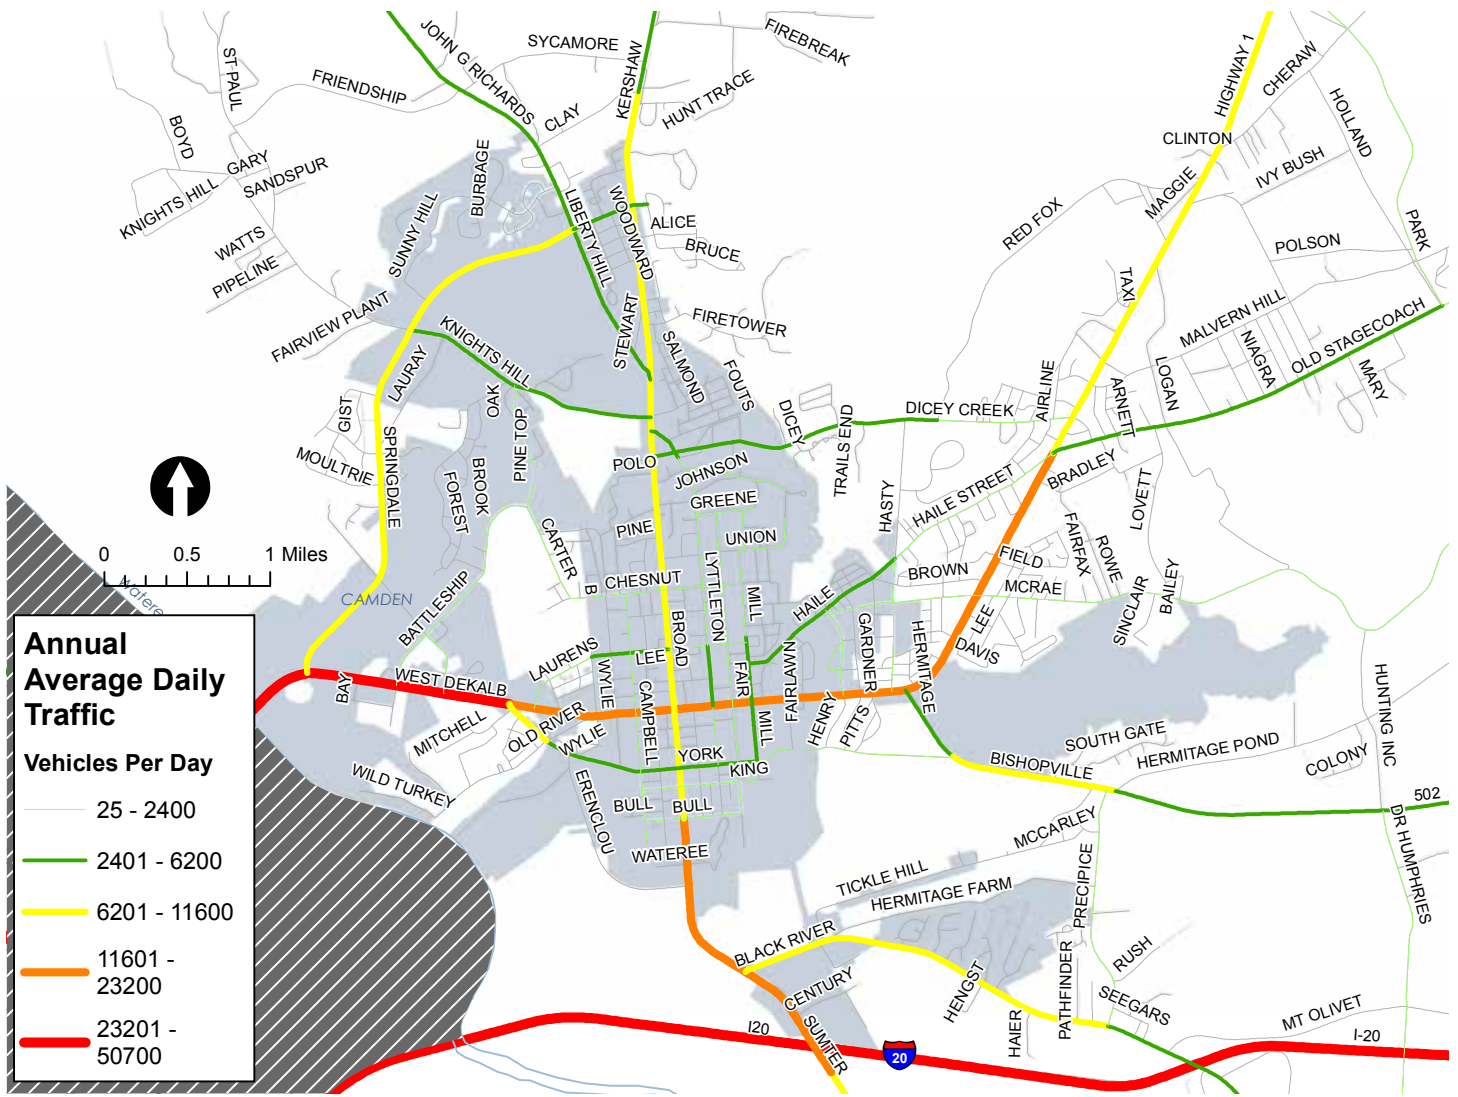 JOHN G RICHARDS
SYCAMORE
KERSHAW
FIREBREAK
ST PAUL
FRIENDSHIP
CLAY
HUNT TRACE
HIGHWAY 1
CHERAW
HOLLAND
BOYD
CLINTON
GARY
SANDSPUR
BURBAGE
KNIGHTS HILL
IVY BUSH
MAGGIE
LIBERTY HILL
WOODWARD
ALICE
RED FOX
PARK
WATTS
SUNNY HILL
BRUCE
POLSON
PIPELINE
TAXI
FAIRVIEW PLANT
STEWART
FIRETOWER
MALVERN HILL
KNIGHTS HILL
SALMOND
NIAGRA
OLD STAGECOACH
LAURAY
FOUTS
AIRLINE
LOGAN
MARY
OAK
GIST
DICEY
DICEY CREEK
ARNETT
PINE TOP
TRAILS END
SPRINGDALE
MOULTRIE
POLO
JOHNSON
BRADLEY
BROOK
FOREST
GREENE
HASTY
HAILE STREET
LOVETT
CARTER
PINE
UNION
FAIRFAX
ROWE
0
0.5
1 Miles
FIELD
BROWN
MCRAE
CHESNUT
B
LYTTLETON
MILL
HAILE
SINCLAIR
BAILEY
Wateree
CAMDEN
BATTLESHIP
BROAD
GARDNER
HERMITAGE
LEE
DAVIS
LAURENS
LEE
WYLIE
FAIR
FAIRLAWN
BAY
WEST DEKALB
CAMPBELL
HENRY
PITTS
HUNTING INC
MITCHELL
OLD RIVER
WYLIE
MILL
YORK
KING
SOUTH GATE
HERMITAGE POND
COLONY
BISHOPVILLE
WILD TURKEY
ERENCLOU
BULL
BULL
502
MCCARLEY
DR HUMPHRIES
WATEREE
TICKLE HILL
PRECIPICE
HERMITAGE FARM
BLACK RIVER
RUSH
PATHFINDER
CENTURY
HENGST
SEEGARS
HAIER
MT OLIVET
I20
SUMTER
20
I-20
Annual
Average Daily
Traffic
Vehicles Per Day
25 - 2400
2401 - 6200
6201 - 11600
11601 -
23200
23201 -
50700